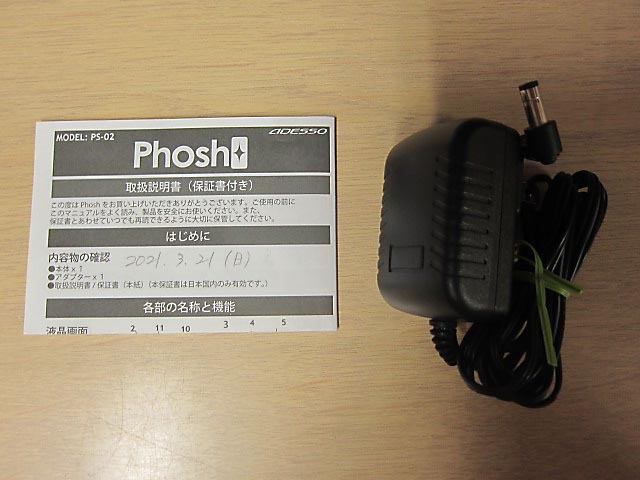 MODEL: PS-02
ADESSO
Phosh
取扱説明書（保証書付き）
この度は Phosh をお買い上げいただきありがとうございます。ご使用の前に
このマニュアルをよく読み、製品を安全にお使いください。また、
保証書とあわせていつでも再読できるように大切に保管してください。
はじめに
内容物の確認 2021. 3. 21 (日)
●本体 x 1
●アダプター x 1
●取扱説明書 / 保証書（本紙）（本保証書は日本国内のみ有効です。）
各部の名称と機能
液晶画面 2 11 10 3 4 5